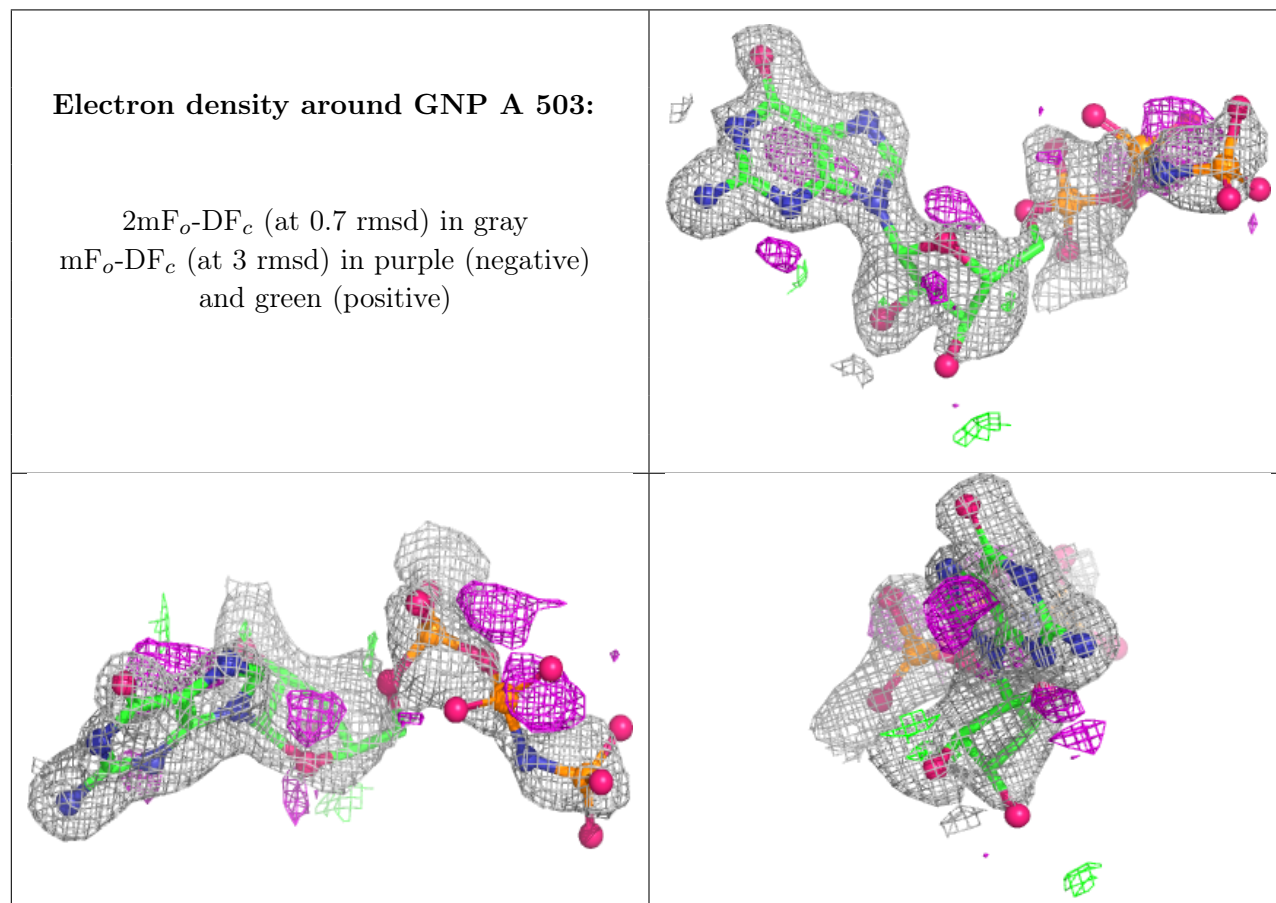 Electron density around GNP A 503:
2mFo-DFc (at 0.7 rmsd) in gray
mFo-DFc (at 3 rmsd) in purple (negative)
and green (positive)